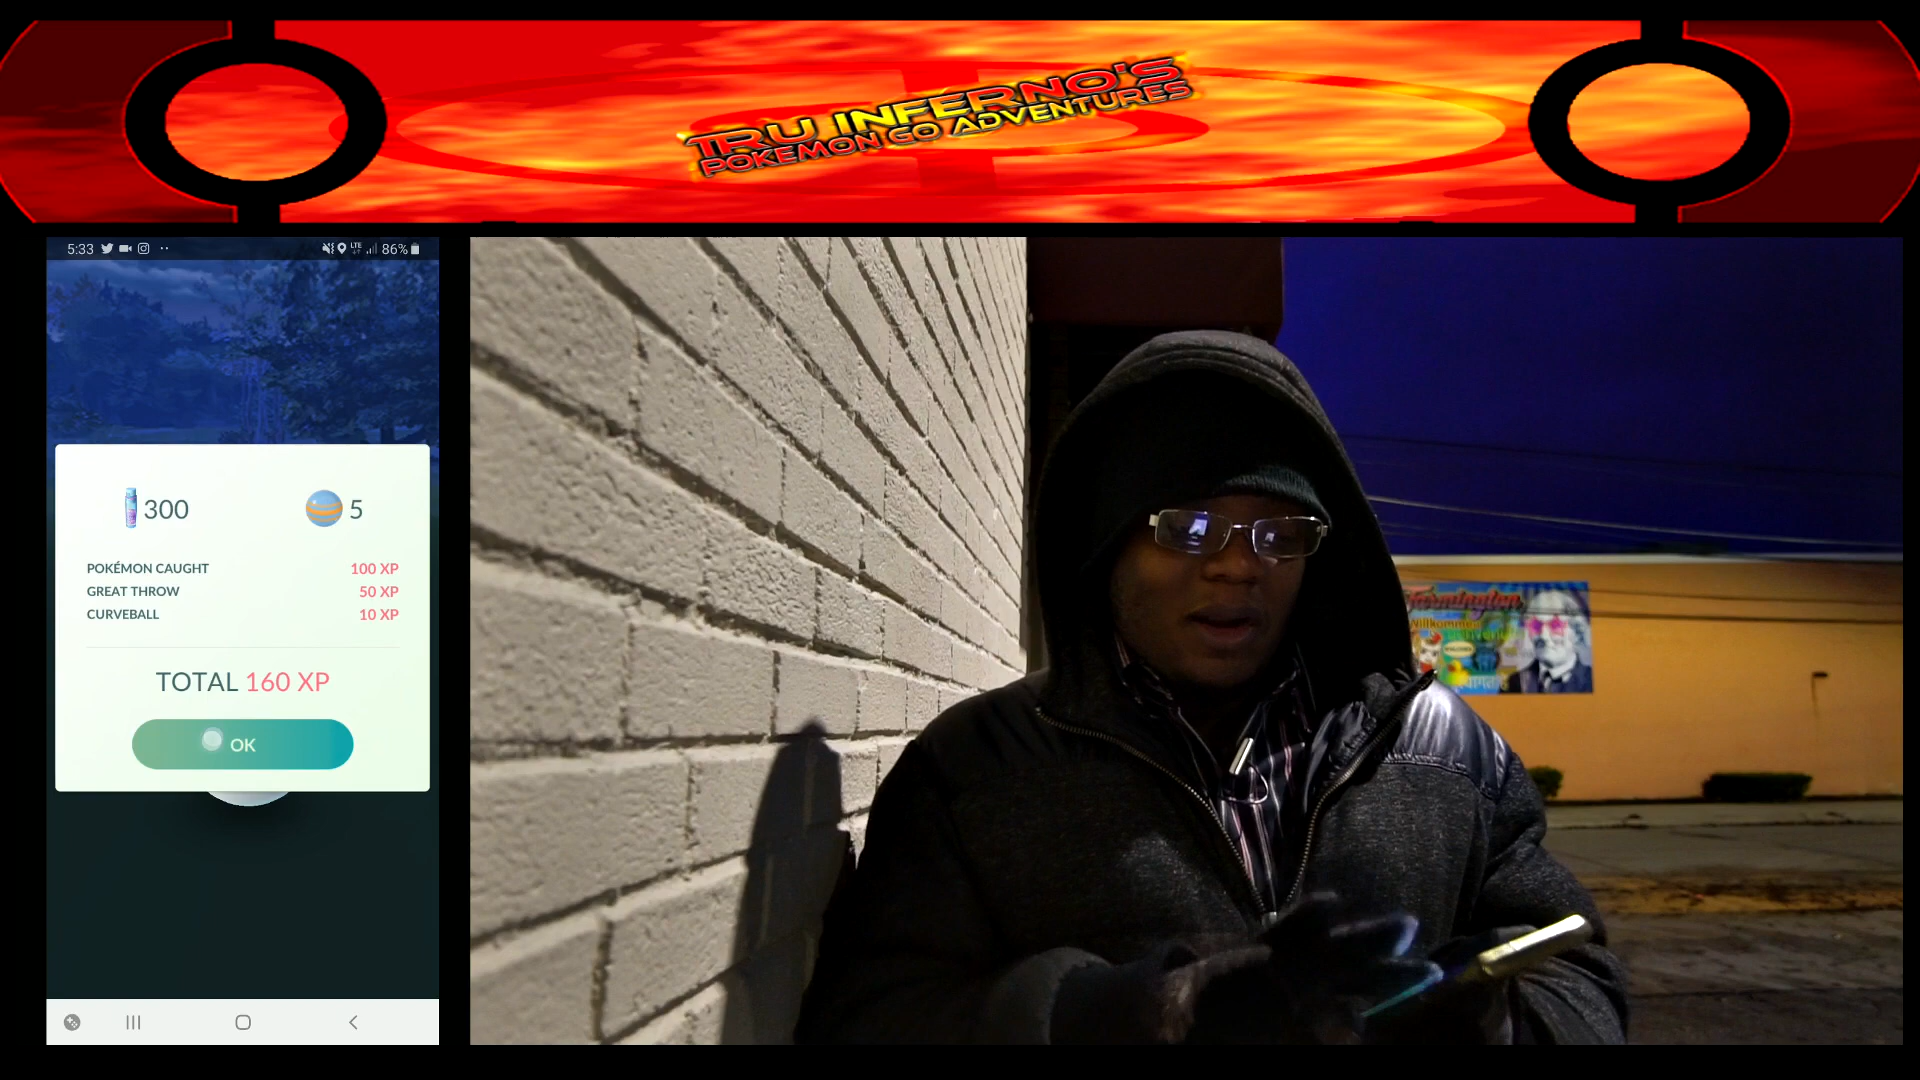 TRU INFERNO'S
POKEMON GO ADVENTURES
5:33
LTE
86%
300
5
POKÉMON CAUGHT
100 XP
GREAT THROW
50 XP
CURVEBALL
10 XP
TOTAL 160 XP
OK
Farmington
Willkommen